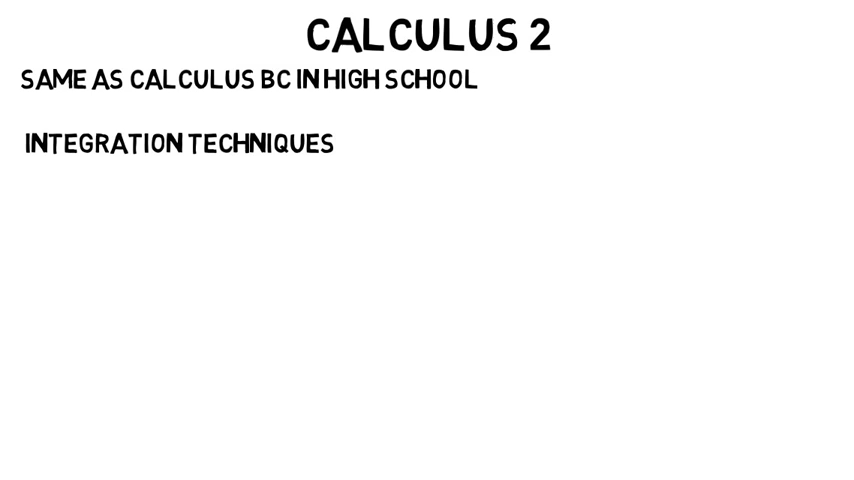 CALCULUS 2
SAME AS CALCULUS BC IN HIGH SCHOOL
INTEGRATION TECHNIQUES